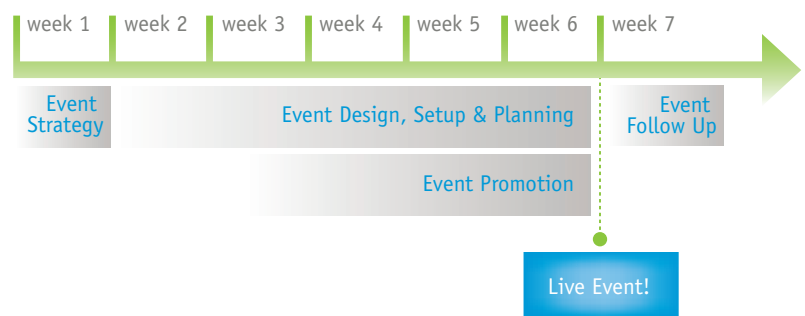 week 1 week 2 week 3 week 4 week 5 week 6 week 7
Event
Strategy
Event Design, Setup & Planning
Event
Follow Up
Event Promotion
Live Event!